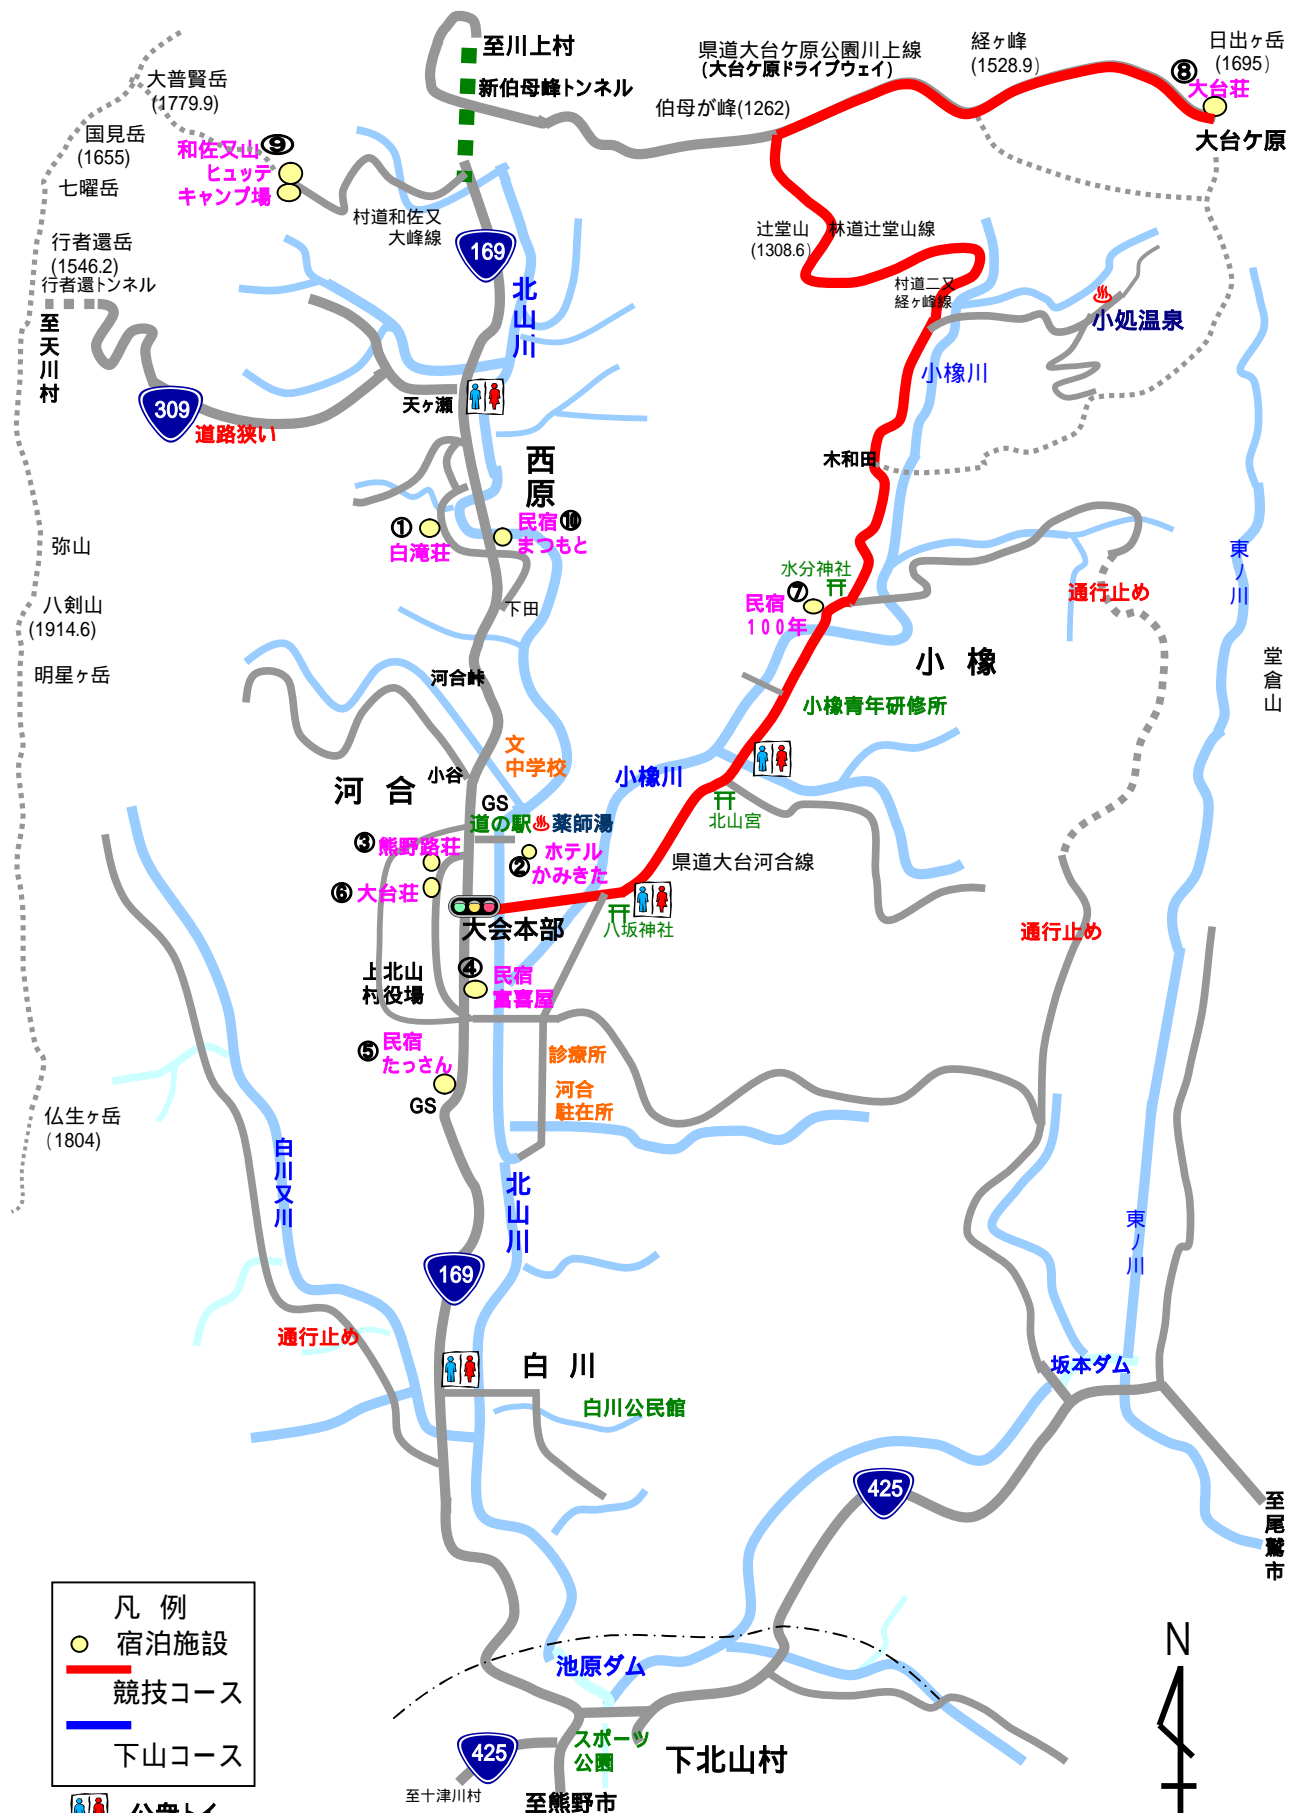 至川上村
新伯母峰トンネル
県道大台ケ原公園川上線
(大台ケ原ドライブウェイ)
経ヶ峰
(1528.9)
日出ヶ岳
(1695)
⑧
大台荘
大台ケ原
伯母が峰(1262)
大普賢岳
(1779.9)
国見岳
(1655)
七曜岳
和佐又山⑨
ヒュッテ
キャンプ場
村道和佐又
大峰線
169
北山川
行者還岳
(1546.2)
行者還トンネル
至天川村
309
道路狭い
天ヶ瀬
辻堂山
(1308.6)
林道辻堂山線
村道二又
経ヶ峰線
小処温泉
小橡川
木和田
西原
①
白滝荘
民宿⑩
まつもと
下田
弥山
八剣山
(1914.6)
明星ヶ岳
河合峠
水分神社
⑦
民宿
100年
通行止め
東ノ川
堂倉山
小橡
小橡青年研修所
文
中学校
小谷
河合
GS
道の駅
薬師湯
小橡川
北山宮
県道大台河合線
③
熊野路荘
②
ホテル
かみきた
⑥
大台荘
大会本部
八坂神社
通行止め
上北山
村役場
④
民宿
富喜屋
⑤
民宿
たっさん
GS
診療所
河合
駐在所
仏生ヶ岳
(1804)
白川又川
北山川
東ノ川
169
通行止め
白川
白川公民館
坂本ダム
425
至尾鷲市
凡例
宿泊施設
競技コース
下山コース
池原ダム
スポーツ
公園
下北山村
425
至十津川村
至熊野市
N